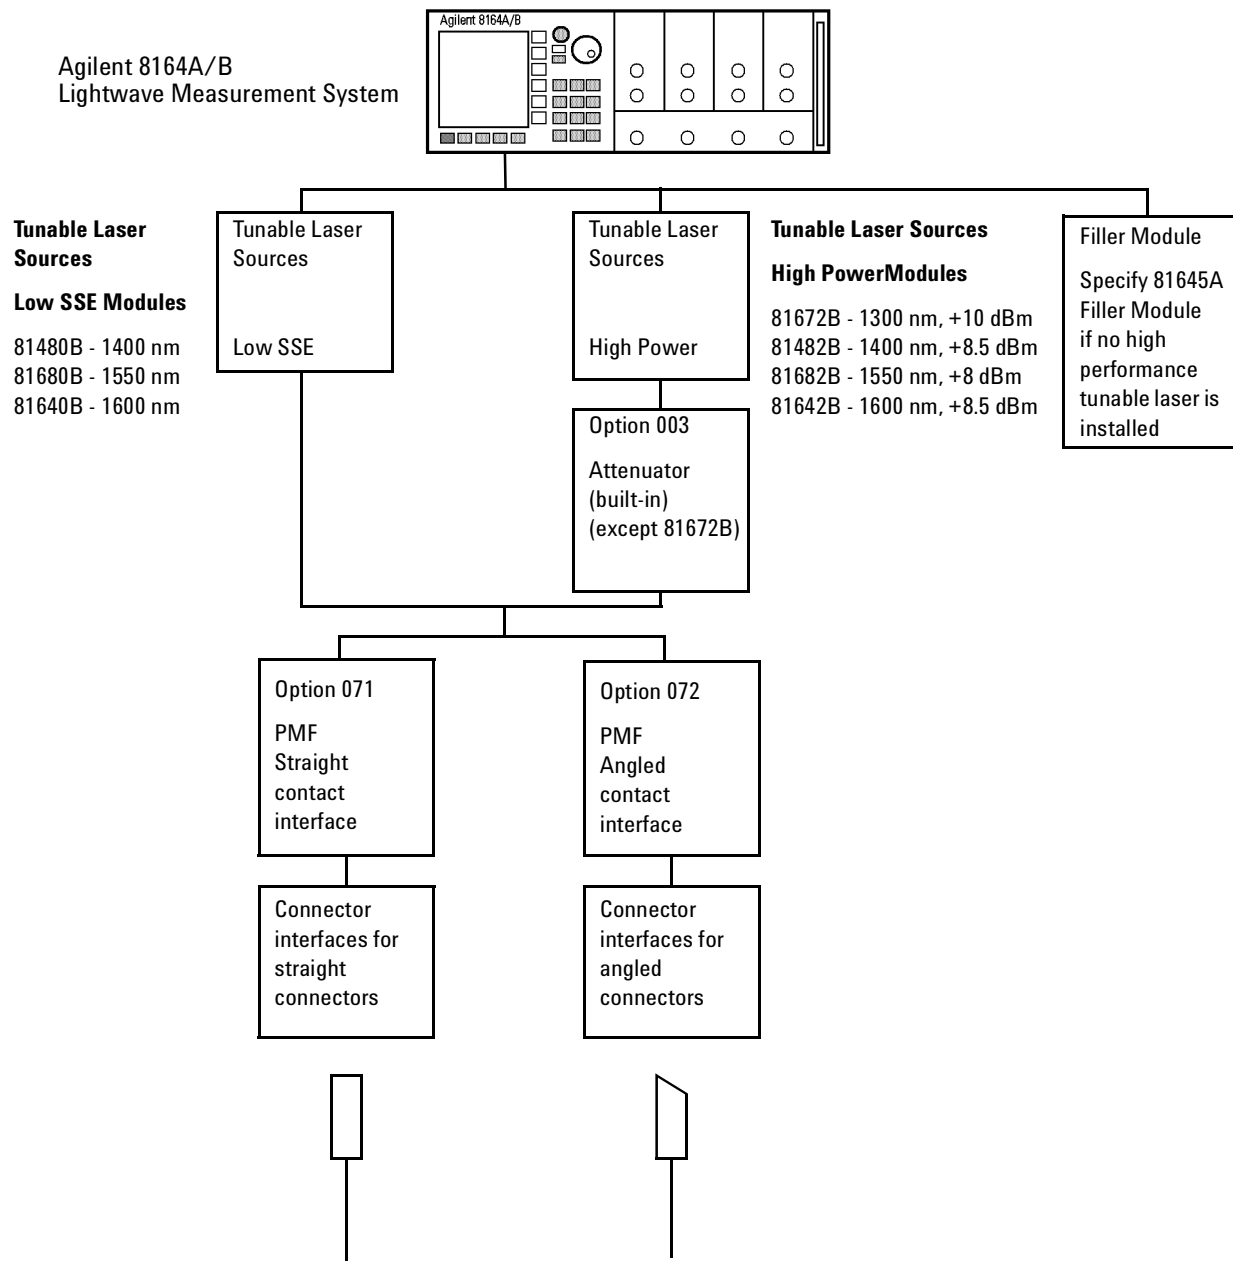 Agilent 8164A/B
Agilent 8164A/B
Lightwave Measurement System
Tunable Laser
Sources
Low SSE Modules
81480B - 1400 nm
81680B - 1550 nm
81640B - 1600 nm
Tunable Laser
Sources
Low SSE
Tunable Laser
Sources
High Power
Tunable Laser Sources
High PowerModules
81672B - 1300 nm, +10 dBm
81482B - 1400 nm, +8.5 dBm
81682B - 1550 nm, +8 dBm
81642B - 1600 nm, +8.5 dBm
Filler Module
Specify 81645A
Filler Module
if no high
performance
tunable laser is
installed
Option 003
Attenuator
(built-in)
(except 81672B)
Option 071
PMF
Straight
contact
interface
Option 072
PMF
Angled
contact
interface
Connector
interfaces for
straight
connectors
Connector
interfaces for
angled
connectors